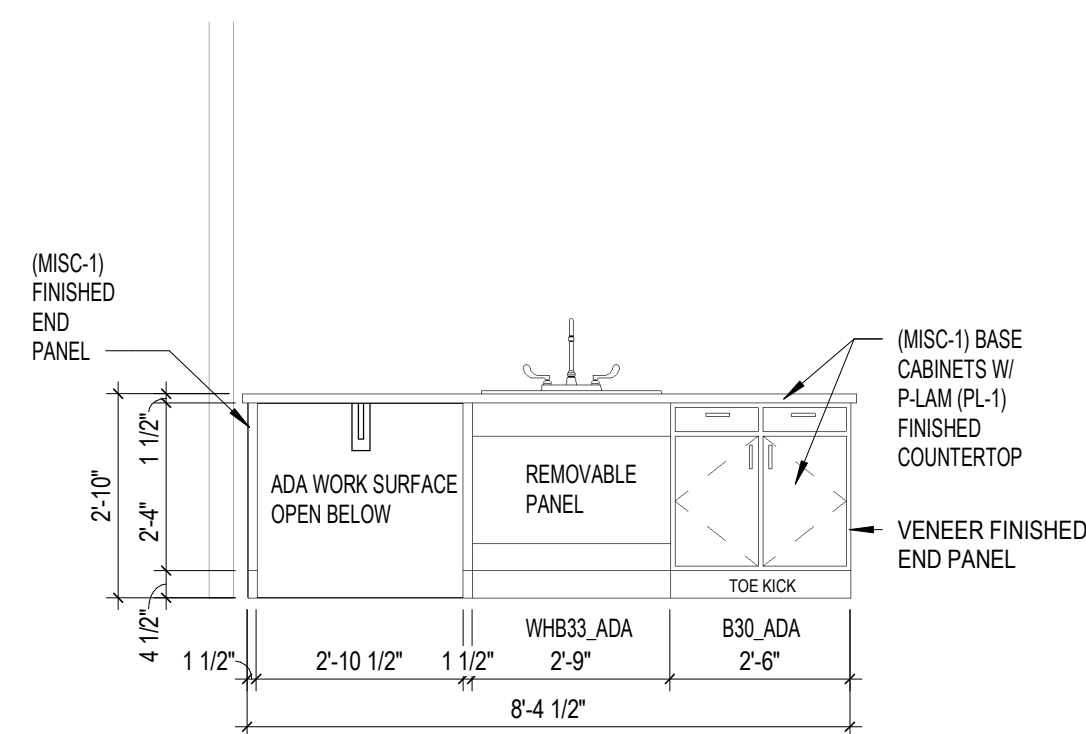 (MISC-1)
FINISHED
END
PANEL
(MISC-1) BASE
CABINETS W/
P-LAM (PL-1)
FINISHED
COUNTERTOP
1 1/2"
2'-10"
2'-4"
4 1/2"
ADA WORK SURFACE
OPEN BELOW
REMOVABLE
PANEL
VENEER FINISHED
END PANEL
TOE KICK
WHB33_ADA
B30_ADA
1 1/2"
2'-10 1/2"
1 1/2"
2'-9"
2'-6"
8'-4 1/2"